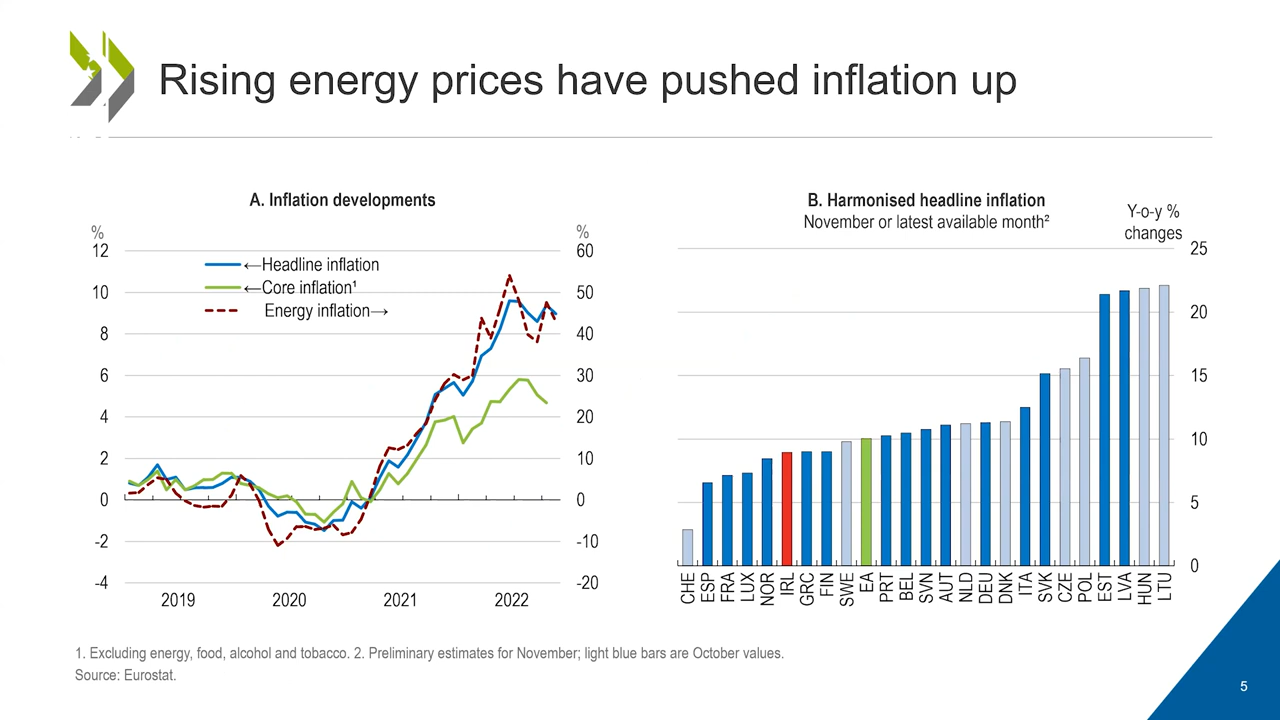 Rising energy prices have pushed inflation up
A. Inflation developments
%
%
12
10
8
6
4
2
0
-2
-4
60
50
40
30
20
10
0
-10
-20
←Headline inflation
←Core inflation¹
Energy inflation→
2019 2020 2021 2022
B. Harmonised headline inflation
November or latest available month²
Y-o-y %
changes
25
20
15
10
5
0
CHE ESP FRA LUX NOR IRL GRC FIN SWE EA PRT BEL SVN AUT NLD DEU DNK ITA SVK CZE POL EST LVA HUN LTU
1. Excluding energy, food, alcohol and tobacco. 2. Preliminary estimates for November; light blue bars are October values.
Source: Eurostat.
5